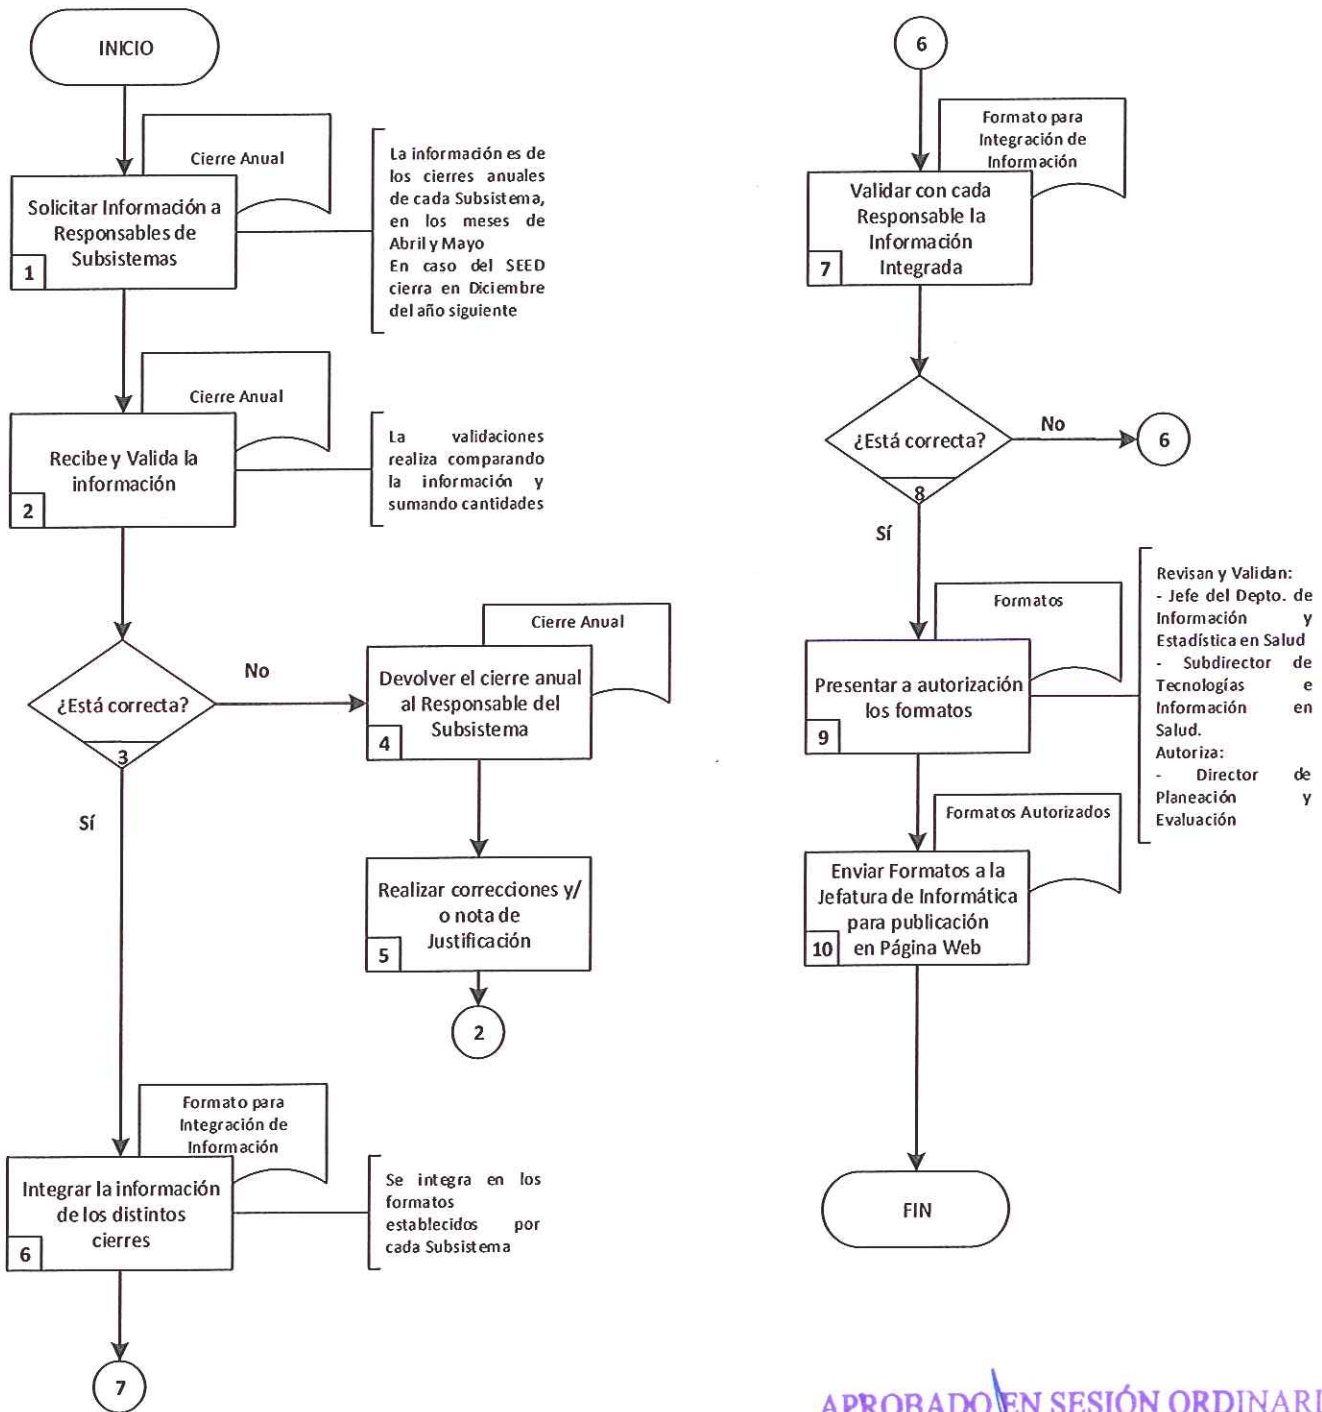 INICIO
Cierre Anual
Solicitar Información a
Responsables de
Subsistemas
1
La información es de
los cierres anuales
de cada Subsistema,
en los meses de
Abril y Mayo
En caso del SEED
cierra en Diciembre
del año siguiente
Cierre Anual
Recibe y Valida la
información
2
La validaciones
realiza comparando
la información y
sumando cantidades
¿Está correcta?
3
No
Sí
Cierre Anual
Devolver el cierre anual
al Responsable del
Subsistema
4
Realizar correcciones y/
o nota de
Justificación
5
2
Formato para
Integración de
Información
Integrar la información
de los distintos
cierres
6
Se integra en los
formatos
establecidos por
cada Subsistema
7
6
Formato para
Integración de
Información
Validar con cada
Responsable la
Información
Integrada
7
¿Está correcta?
8
No
6
Sí
Formatos
Presentar a autorización
los formatos
9
Revisan y Validan:
- Jefe del Depto. de
Información y
Estadística en Salud
- Subdirector de
Tecnologías e
Información en
Salud.
Autoriza:
- Director de
Planeación y
Evaluación
Formatos Autorizados
Enviar Formatos a la
Jefatura de Informática
para publicación
en Página Web
10
FIN
APROBADO EN SESIÓN ORDINARI